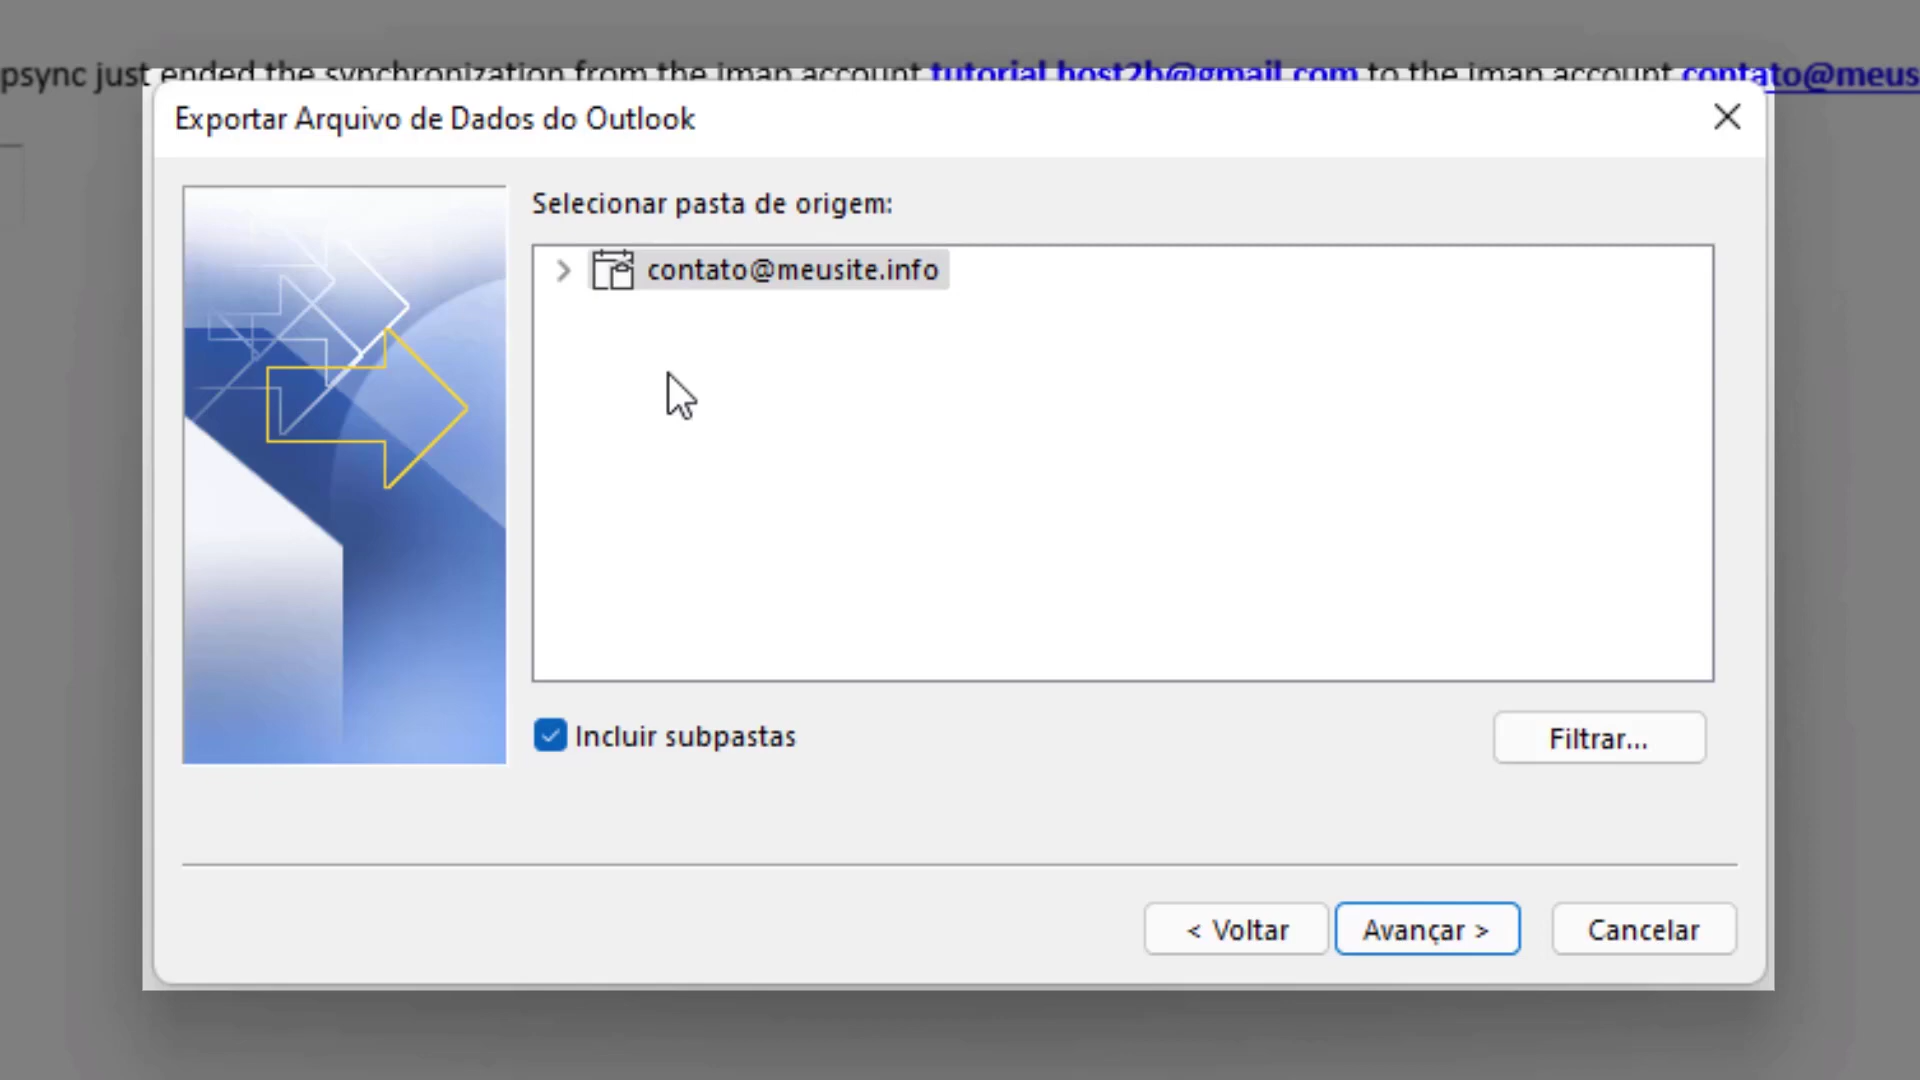 psync just ended the synchronization from the imap account tutorial.host2b@gmail.com to the imap account contato@meus
Exportar Arquivo de Dados do Outlook
Selecionar pasta de origem:
contato@meusite.info
Incluir subpastas
Filtrar...
< Voltar
Avançar >
Cancelar